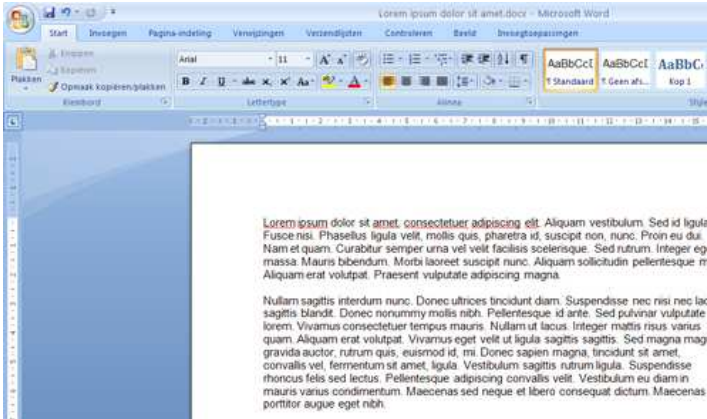 Lorem ipsum dolor sit amet.docx - Microsoft Word
Start Invoegen Pagina-indeling Verwijzingen Verzendlijsten Controleren Beeld Invoegtoepassingen
Knippen
Kopiëren
Plakken
Opmaak kopiëren/plakken
Klembord
Arial 11
B I U abc x, x² Aa A
Lettertype
Alinea
AaBbCcI AaBbCcI AaBbC
¶ Standaard ¶ Geen afs... Kop 1
Lorem ipsum dolor sit amet, consectetuer adipiscing elit. Aliquam vestibulum. Sed id ligula
Fusce nisi. Phasellus ligula velit, mollis quis, pharetra id, suscipit non, nunc. Proin eu dui.
Nam et quam. Curabitur semper urna vel velit facilisis scelerisque. Sed rutrum. Integer eg
massa. Mauris bibendum. Morbi laoreet suscipit nunc. Aliquam sollicitudin pellentesque m
Aliquam erat volutpat. Praesent vulputate adipiscing magna.
Nullam sagittis interdum nunc. Donec ultrices tincidunt diam. Suspendisse nec nisi nec lac
sagittis blandit. Donec nonummy mollis nibh. Pellentesque id ante. Sed pulvinar vulputate
lorem. Vivamus consectetuer tempus mauris. Nullam ut lacus. Integer mattis risus varius
quam. Aliquam erat volutpat. Vivamus eget velit ut ligula sagittis sagittis. Sed magna mag
gravida auctor, rutrum quis, euismod id, mi. Donec sapien magna, tincidunt sit amet,
convallis vel, fermentum sit amet, ligula. Vestibulum sagittis rutrum ligula. Suspendisse
rhoncus felis sed lectus. Pellentesque adipiscing convallis velit. Vestibulum eu diam in
mauris varius condimentum. Maecenas sed neque et libero consequat dictum. Maecenas
porttitor augue eget nibh.